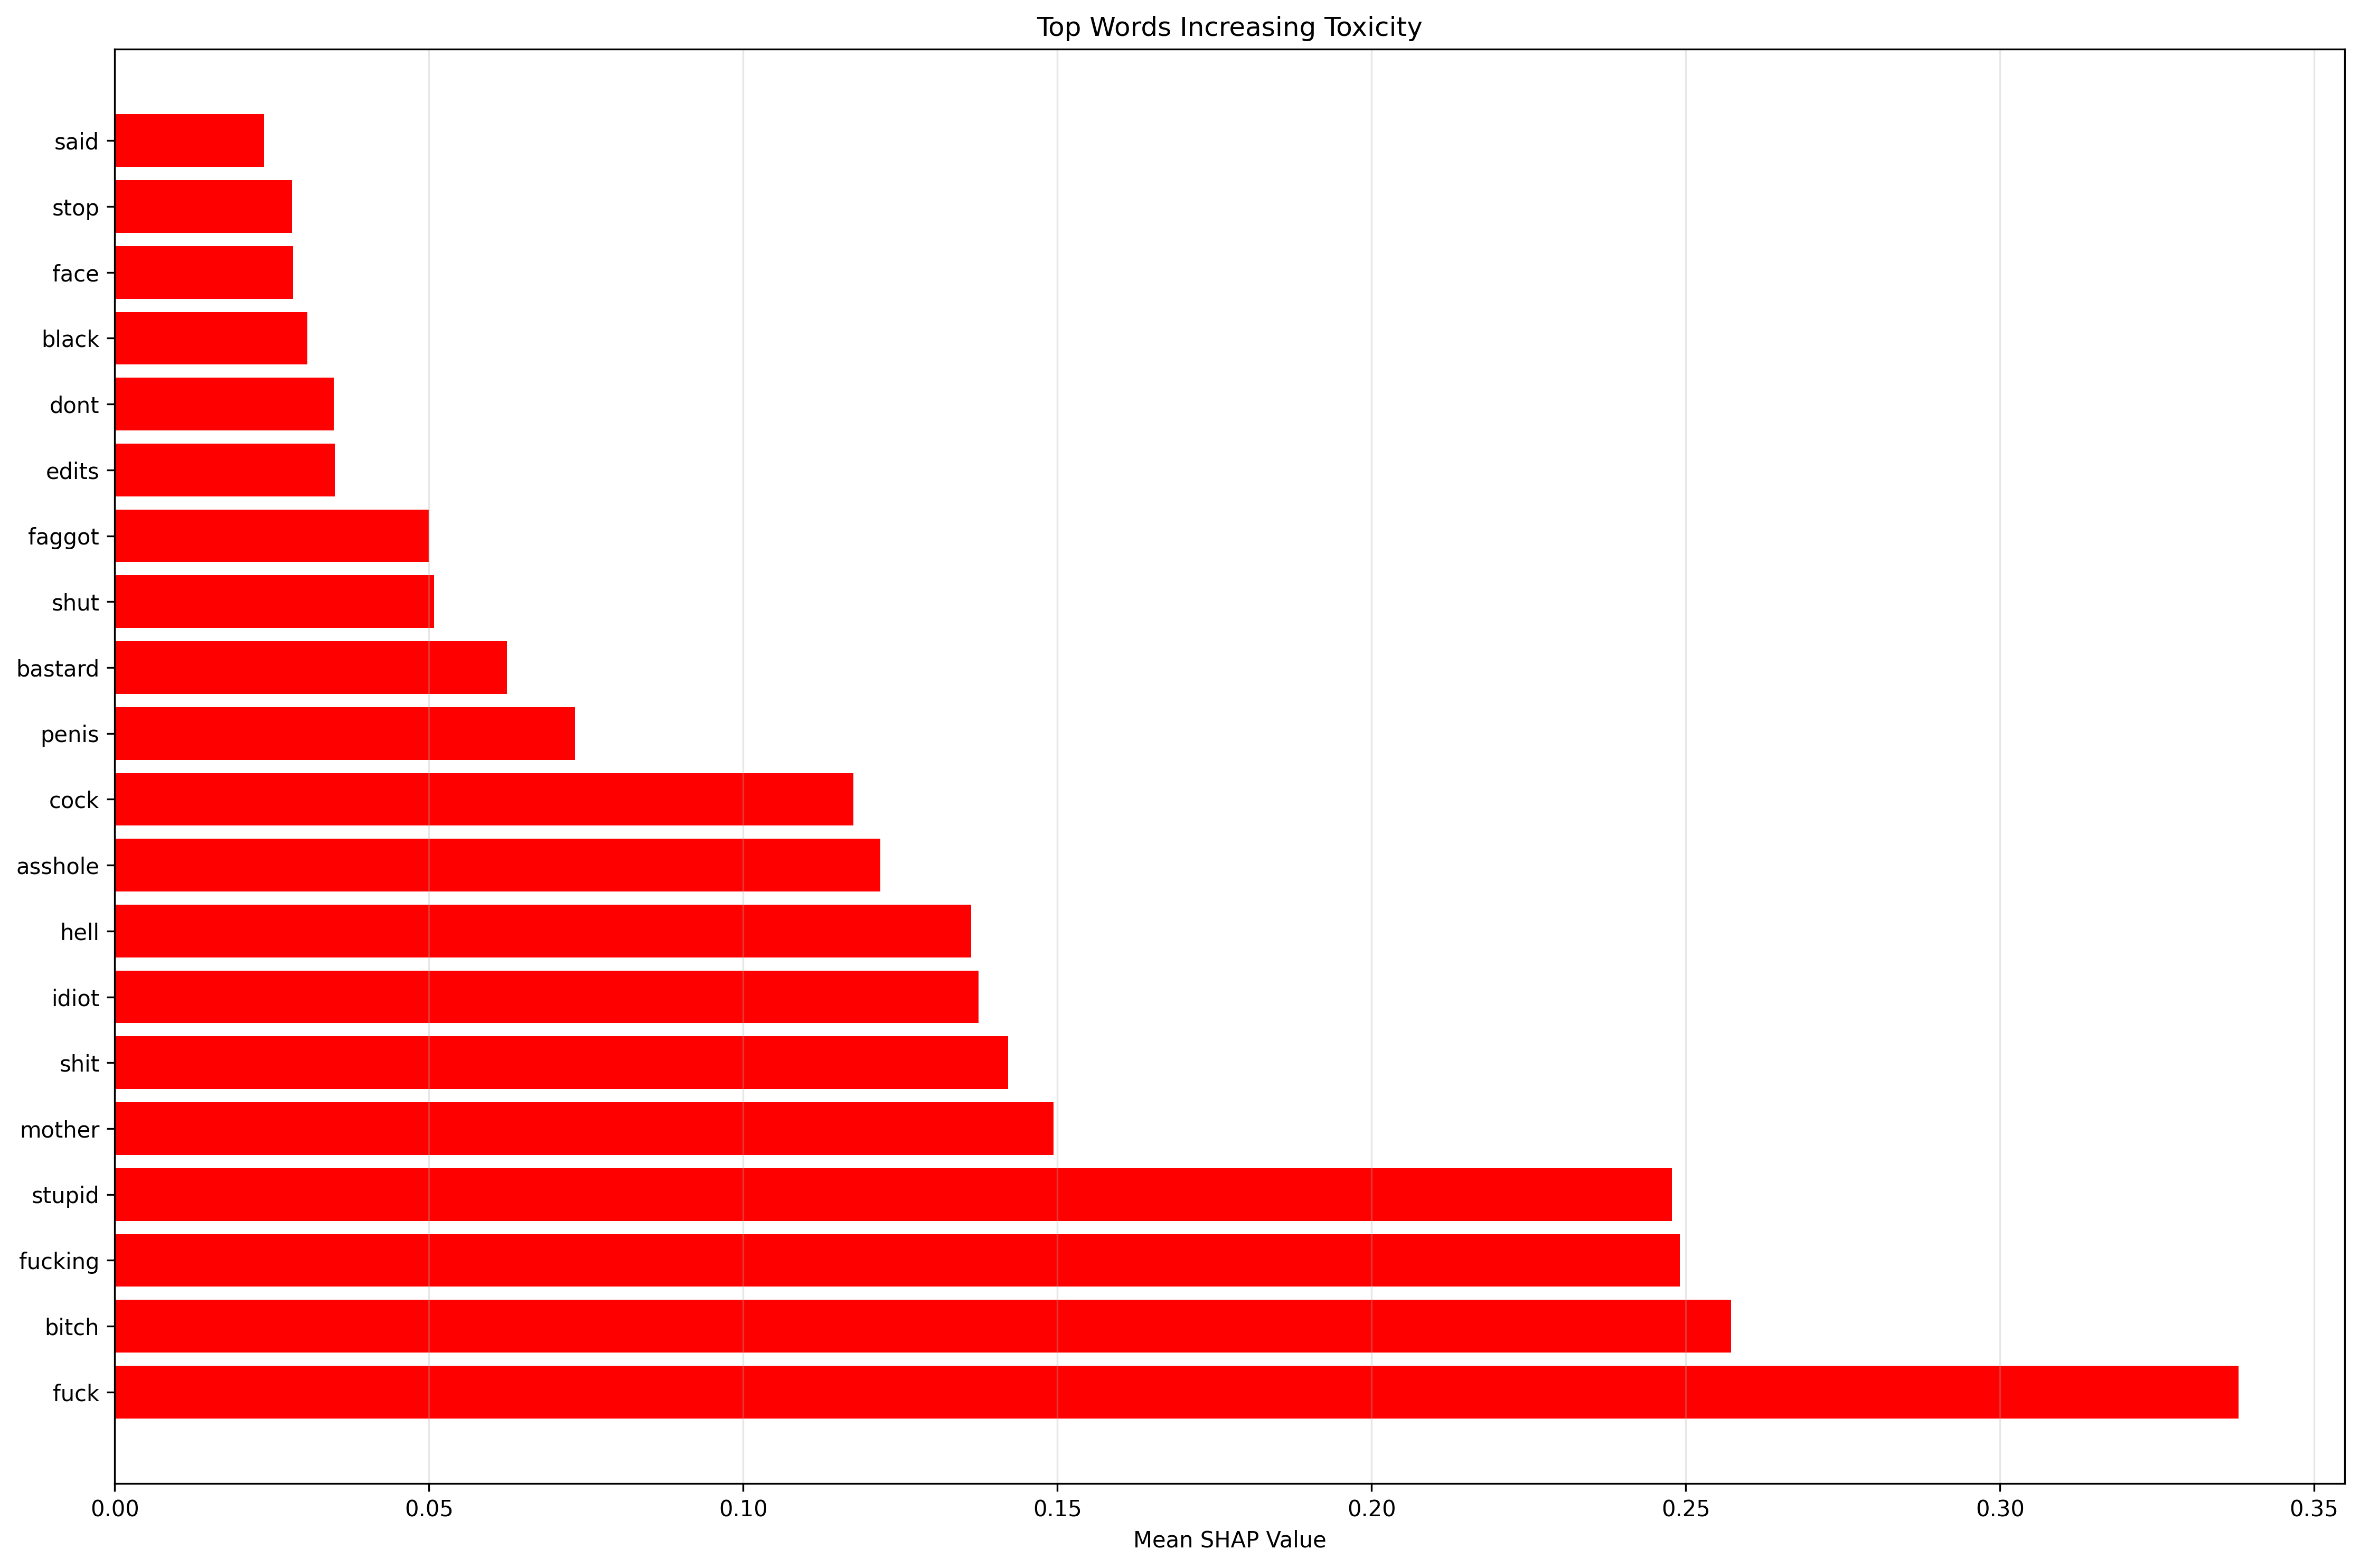 Top Words Increasing Toxicity
said
stop
face
black
dont
edits
faggot
shut
bastard
penis
cock
asshole
hell
idiot
shit
mother
stupid
fucking
bitch
fuck
0.00 0.05 0.10 0.15 0.20 0.25 0.30 0.35
Mean SHAP Value